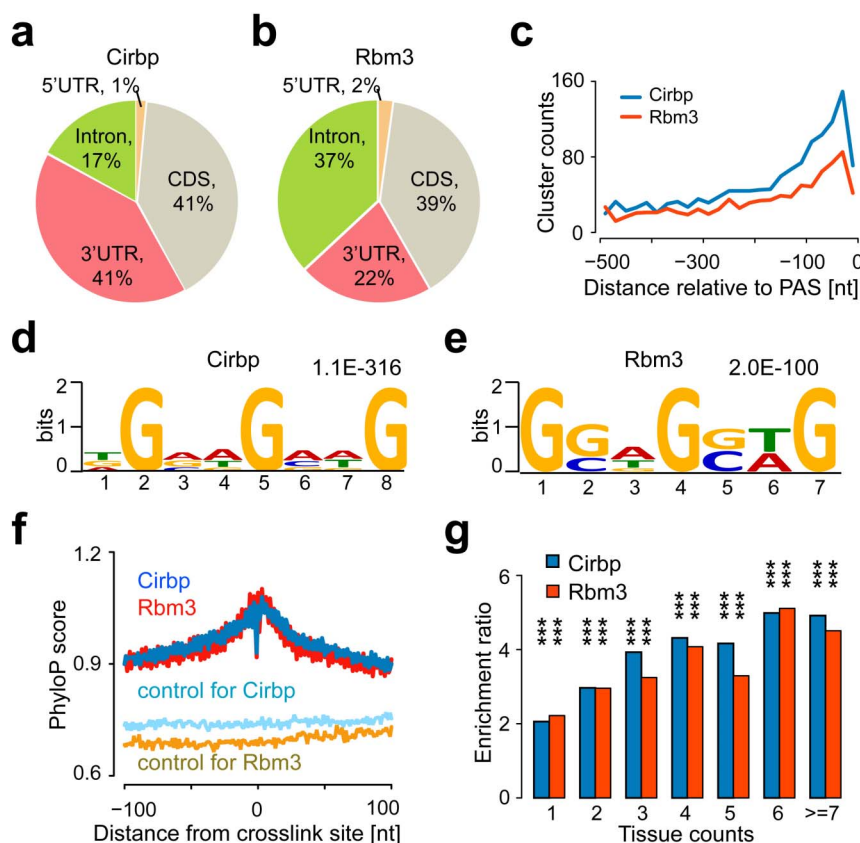 a
Cirbp
5’UTR, 1%
Intron,
17%
CDS,
41%
3’UTR,
41%
b
Rbm3
5’UTR, 2%
Intron,
37%
CDS,
39%
3’UTR,
22%
c
160
80
0
Cluster counts
Cirbp
Rbm3
−500 −300 −100 0
Distance relative to PAS [nt]
d
Cirbp 1.1E-316
2
1
0
bits
T G A A G A A G
G G T C T
A C
1 2 3 4 5 6 7 8
e
Rbm3 2.0E-100
2
1
0
bits
G G A G G T G
C T C A
G
1 2 3 4 5 6 7
f
1.2
0.9
0.6
PhyloP score
Cirbp
Rbm3
control for Cirbp
control for Rbm3
−100 0 100
Distance from crosslink site [nt]
g
6
4
2
0
Enrichment ratio
Cirbp
Rbm3
*** *** *** *** *** *** *** *** *** *** *** *** *** ***
1 2 3 4 5 6 >=7
Tissue counts